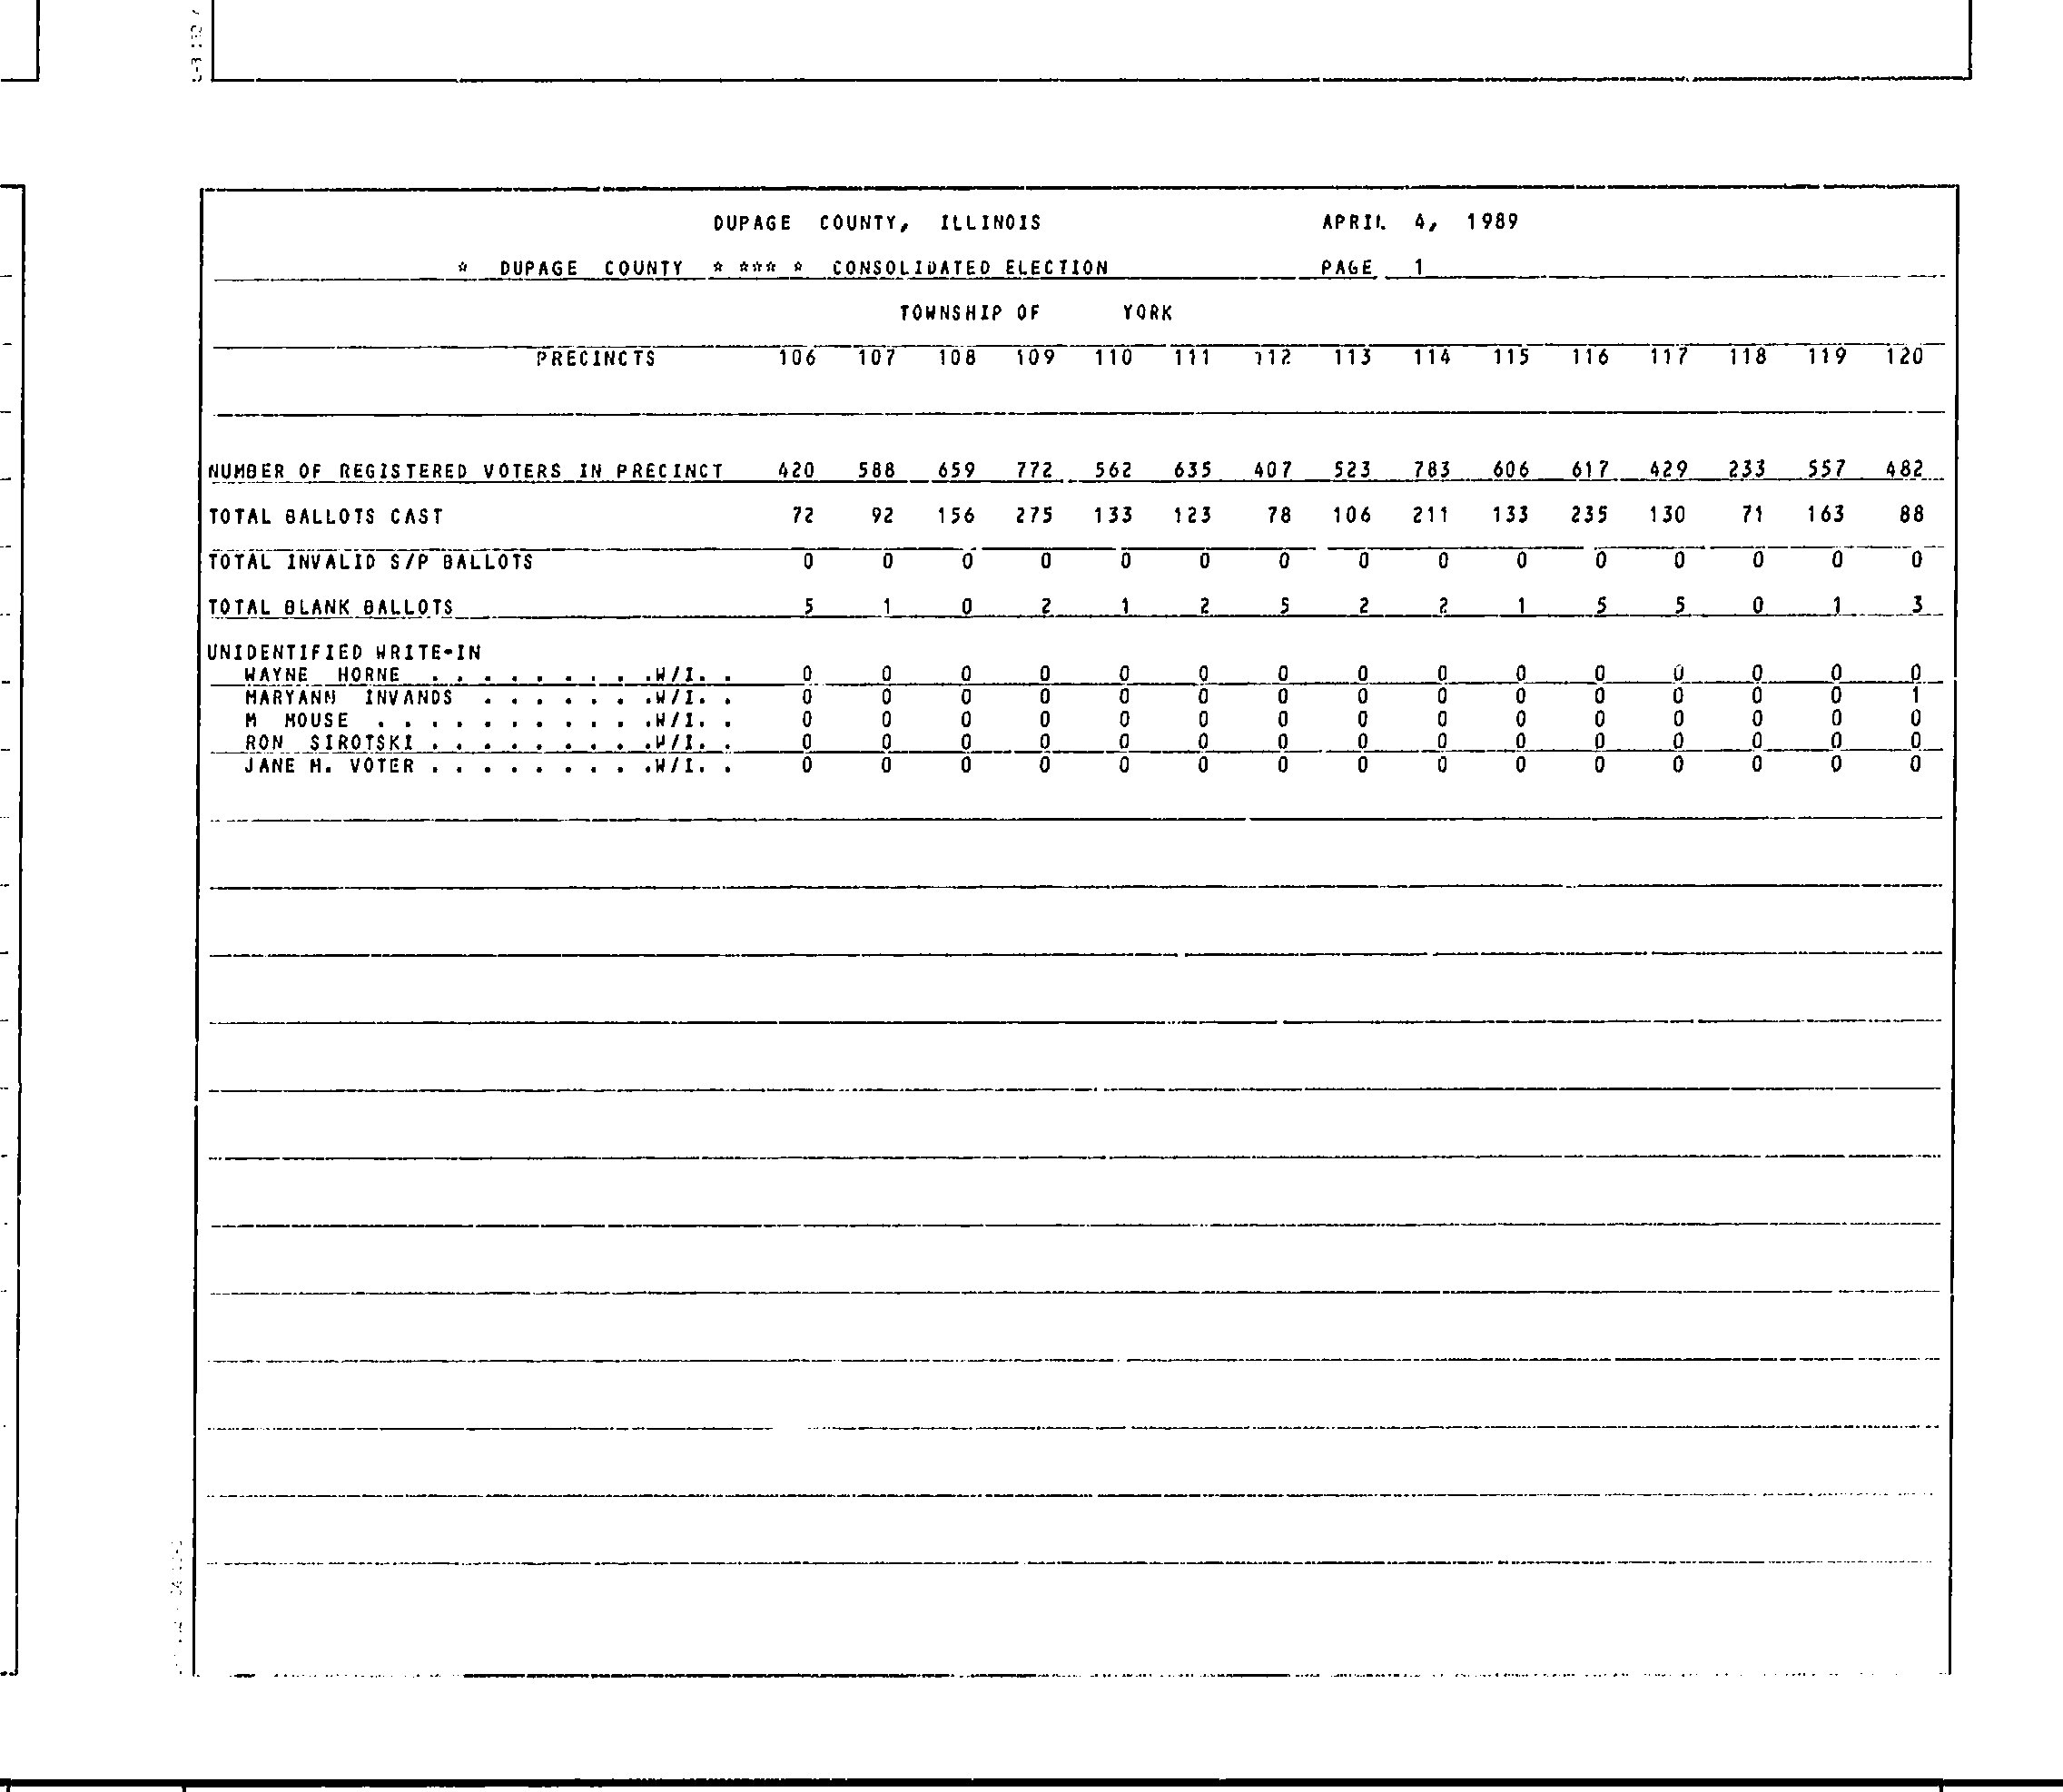 DUPAGE COUNTY, ILLINOIS APRIL 4, 1989
* DUPAGE COUNTY * *** * CONSOLIDATED ELECTION PAGE 1
TOWNSHIP OF YORK
PRECINCTS 106 107 108 109 110 111 112 113 114 115 116 117 118 119 120
NUMBER OF REGISTERED VOTERS IN PRECINCT 420 588 659 772 562 635 407 523 783 606 617 429 233 557 482
TOTAL BALLOTS CAST 72 92 156 275 133 123 78 106 211 133 235 130 71 163 88
TOTAL INVALID S/P BALLOTS 0 0 0 0 0 0 0 0 0 0 0 0 0 0 0
TOTAL BLANK BALLOTS 5 1 0 2 1 2 5 2 2 1 5 5 0 1 3
UNIDENTIFIED WRITE-IN
WAYNE HORNE . . . . . . . . .W/I. . 0 0 0 0 0 0 0 0 0 0 0 0 0 0 0
MARYANN INVANDS . . . . . . .W/I. . 0 0 0 0 0 0 0 0 0 0 0 0 0 0 1
M MOUSE . . . . . . . . . . .W/I. . 0 0 0 0 0 0 0 0 0 0 0 0 0 0 0
RON SIROTSKI . . . . . . . . .W/I. . 0 0 0 0 0 0 0 0 0 0 0 0 0 0 0
JANE M. VOTER . . . . . . . . .W/I. . 0 0 0 0 0 0 0 0 0 0 0 0 0 0 0